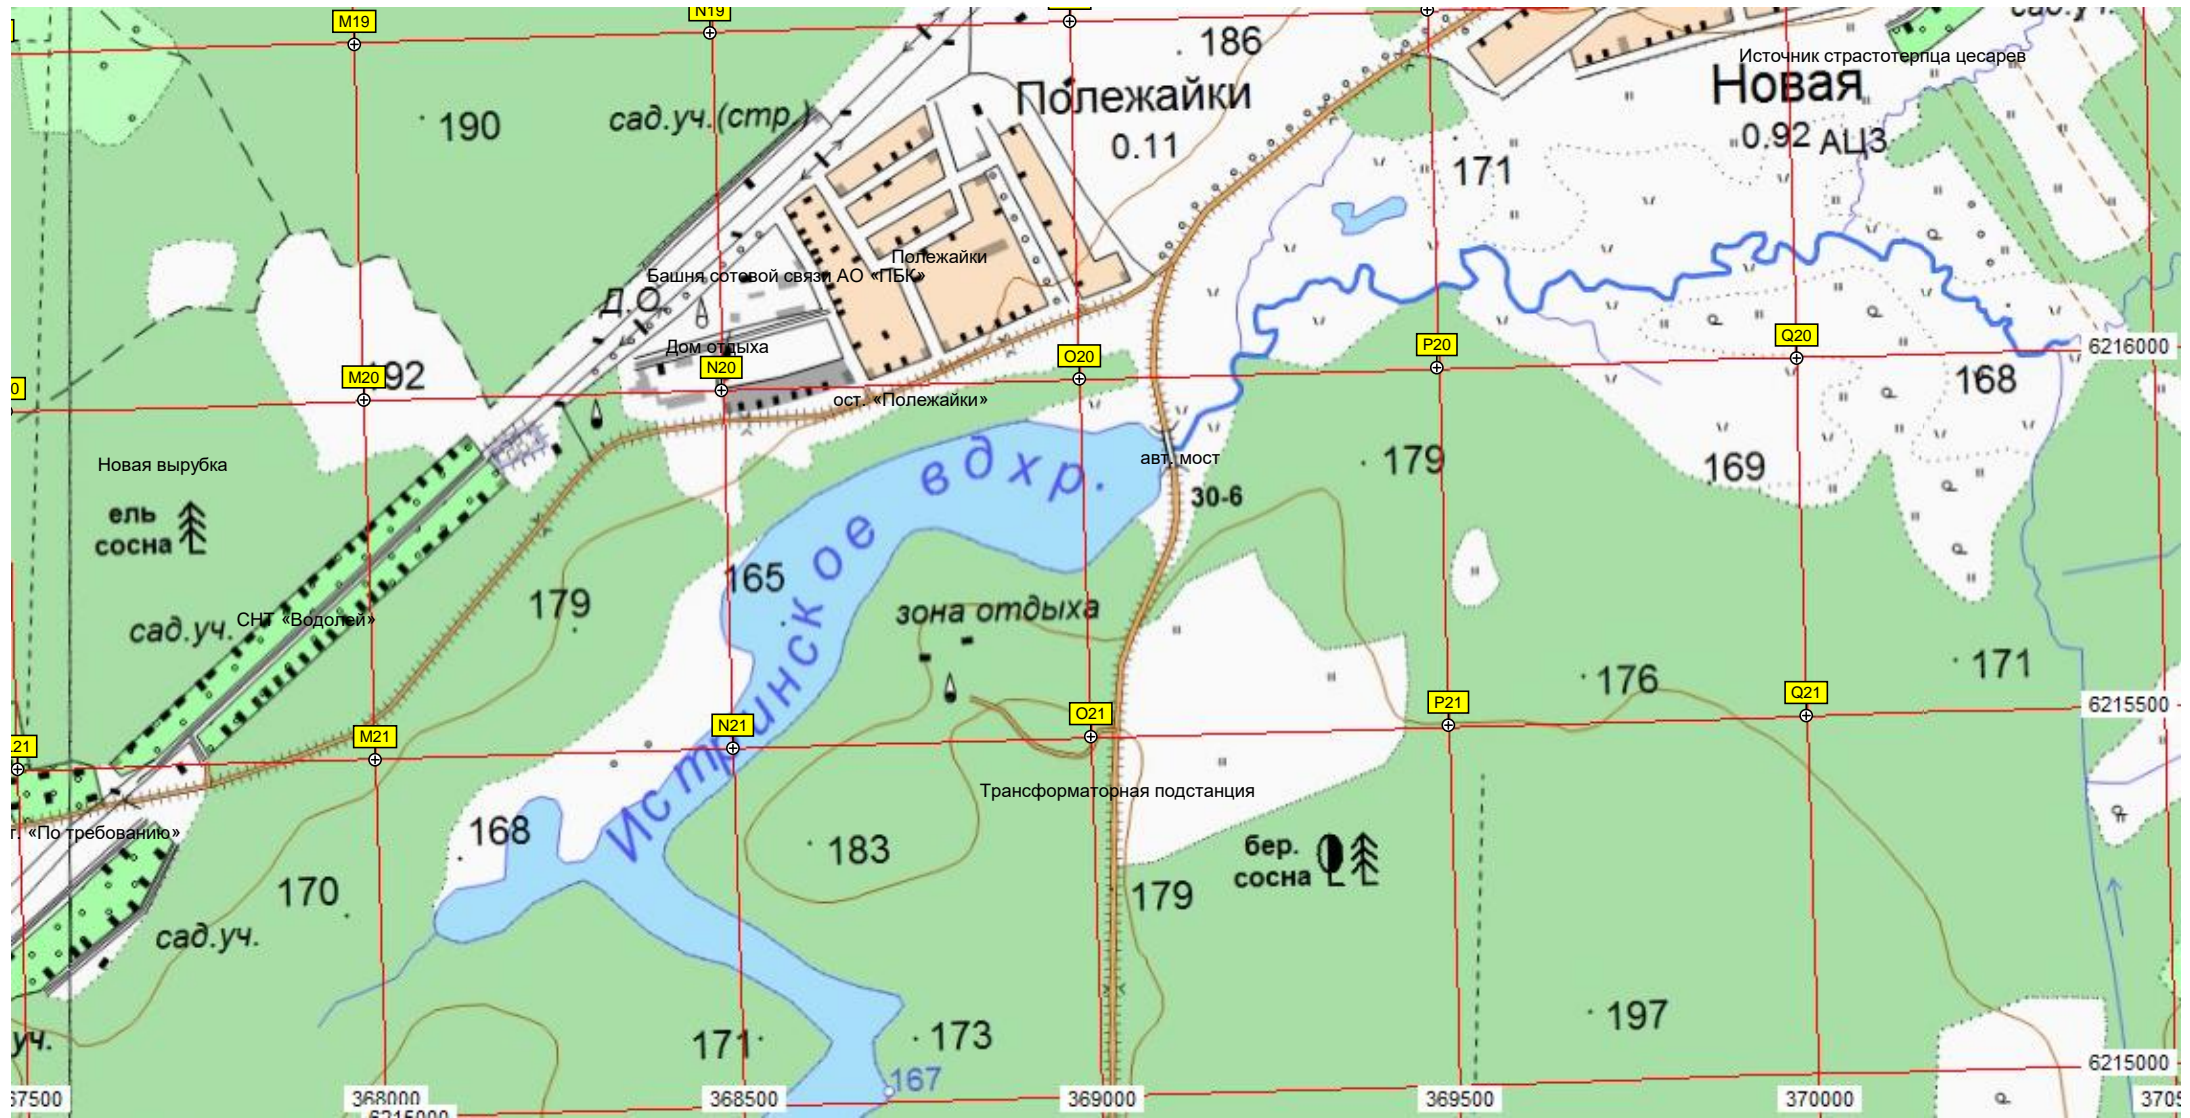 M19
N19
186
Источник страстотерпца цесарев
Полежайки
0.11
Новая
0.92
АЦЗ
190
сад.уч.(стр.)
171
Полежайки
Башня сотовой связи АО «ПБК»
Д.О.
Дом отдыха
M20
N20
O20
P20
Q20
6216000
ост. «Полежайки»
168
Новая вырубка
ель
сосна
вдхр.
авт. мост
179
169
30-6
165
179
зона отдыха
сад.уч.
СНТ «Водолей»
Истринское
176
171
M21
N21
O21
P21
Q21
6215500
Трансформаторная подстанция
«По требованию»
168
183
бер.
сосна
170
179
сад.уч.
197
171
173
уч.
167
6215000
67500
368000
368500
369000
369500
370000
6215000